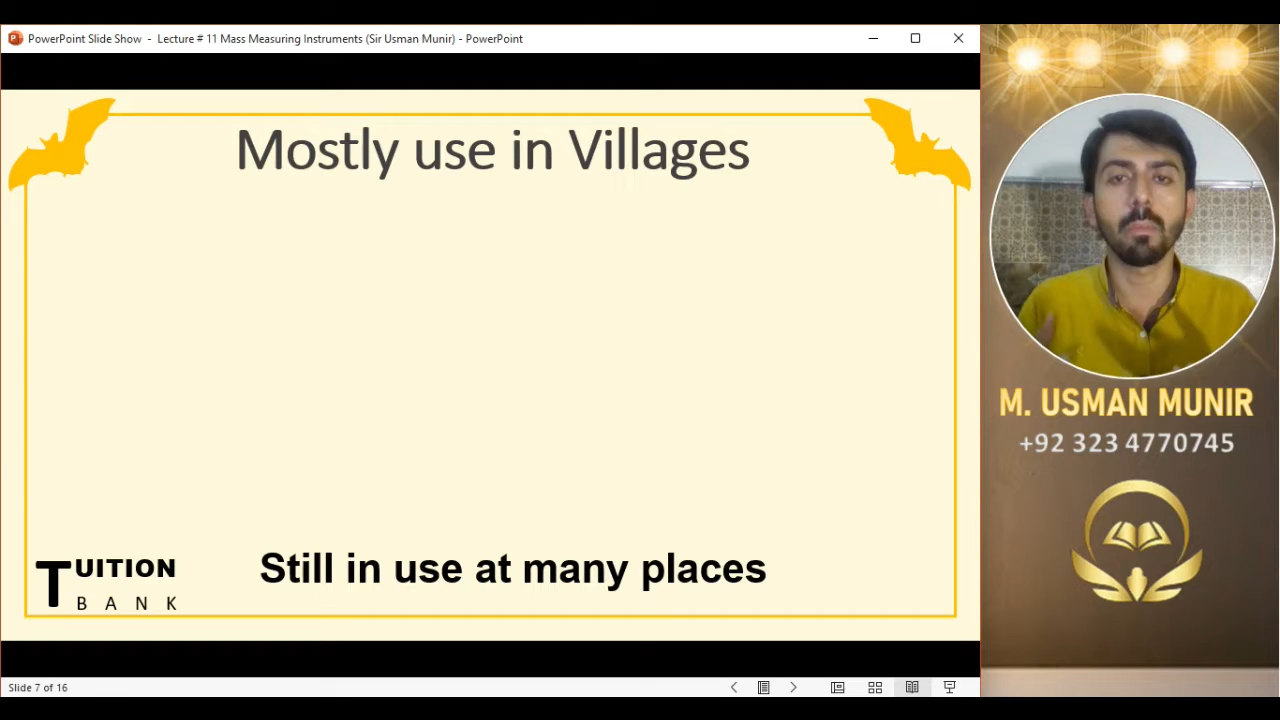 PowerPoint Slide Show - Lecture # 11 Mass Measuring Instruments (Sir Usman Munir) - PowerPoint
Mostly use in Villages
Still in use at many places
TUITION
BANK
Slide 7 of 16
M. USMAN MUNIR
+92 323 4770745